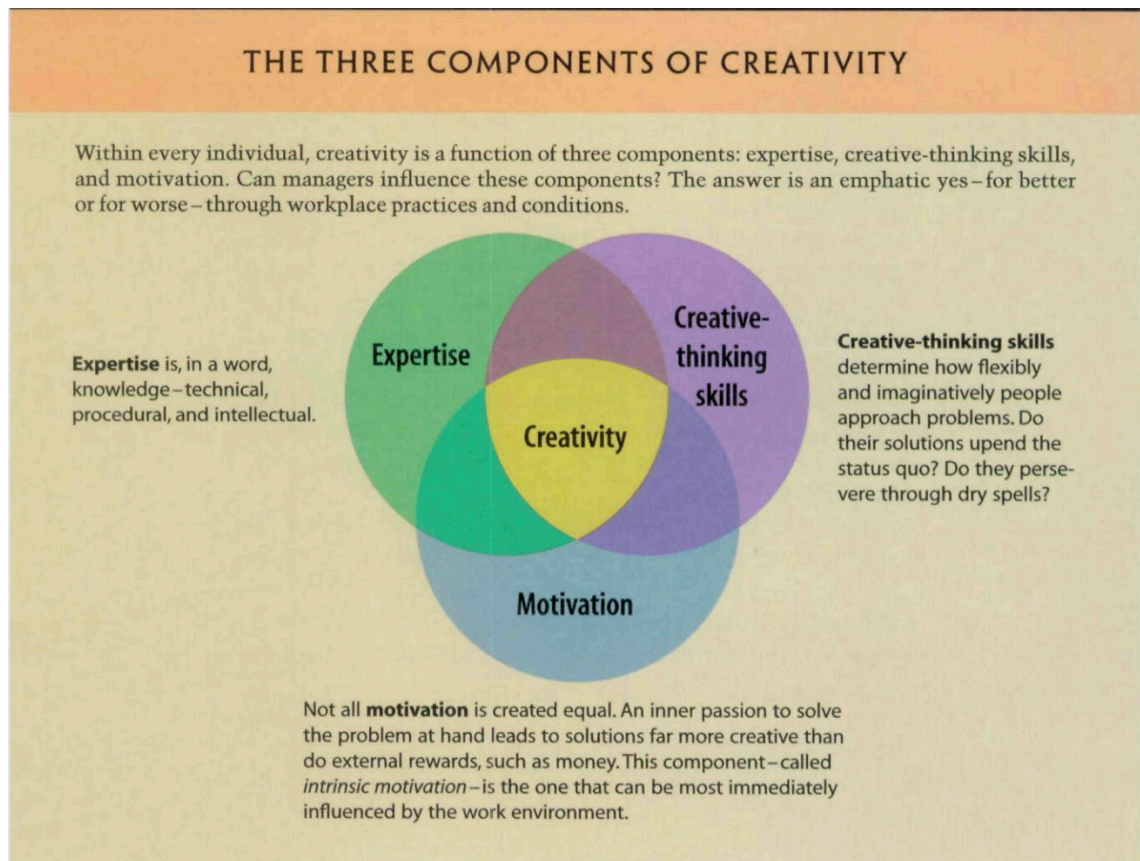 THE THREE COMPONENTS OF CREATIVITY
Within every individual, creativity is a function of three components: expertise, creative-thinking skills,
and motivation. Can managers influence these components? The answer is an emphatic yes–for better
or for worse–through workplace practices and conditions.
Expertise
Creative-
thinking
skills
Creativity
Motivation
Expertise is, in a word,
knowledge–technical,
procedural, and intellectual.
Creative-thinking skills
determine how flexibly
and imaginatively people
approach problems. Do
their solutions upend the
status quo? Do they perse-
vere through dry spells?
Not all motivation is created equal. An inner passion to solve
the problem at hand leads to solutions far more creative than
do external rewards, such as money. This component–called
intrinsic motivation–is the one that can be most immediately
influenced by the work environment.